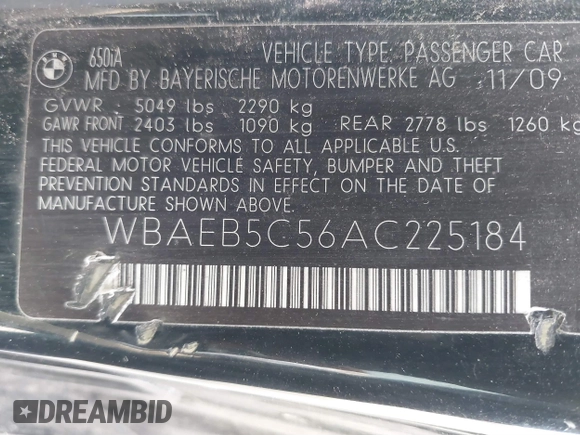 650iA
VEHICLE TYPE: PASSENGER CAR
MFD BY BAYERISCHE MOTORENWERKE AG 11/09
GVWR : 5049 lbs 2290 kg
GAWR FRONT 2403 lbs 1090 kg REAR 2778 lbs 1260 kg
THIS VEHICLE CONFORMS TO ALL APPLICABLE U.S.
FEDERAL MOTOR VEHICLE SAFETY, BUMPER AND THEFT
PREVENTION STANDARDS IN EFFECT ON THE DATE OF
MANUFACTURE SHOWN ABOVE.
WBAEB5C56AC225184
DREAMBID